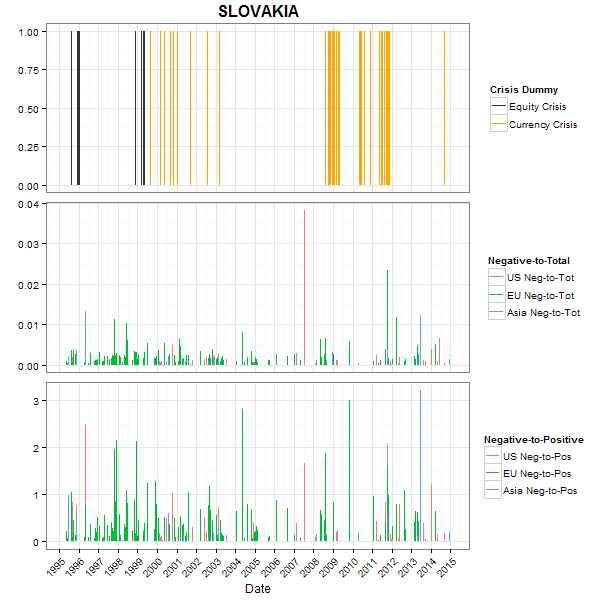 SLOVAKIA
1.00
0.75
0.50
0.25
0.00
Crisis Dummy
Equity Crisis
Currency Crisis
0.04
0.03
0.02
0.01
0.00
Negative-to-Total
US Neg-to-Tot
EU Neg-to-Tot
Asia Neg-to-Tot
3
2
1
0
Negative-to-Positive
US Neg-to-Pos
EU Neg-to-Pos
Asia Neg-to-Pos
1995 1996 1997 1998 1999 2000 2001 2002 2003 2004 2005 2006 2007 2008 2009 2010 2011 2012 2013 2014 2015
Date